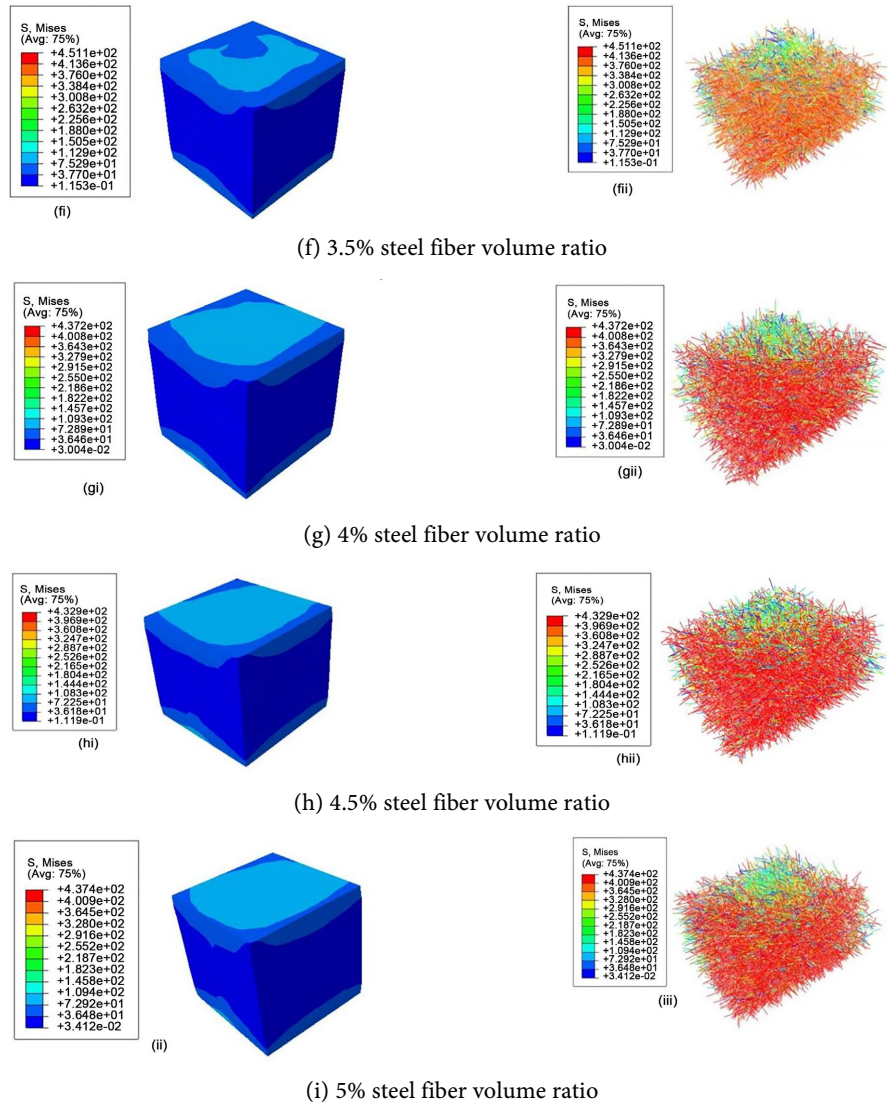 S, Mises
(Avg: 75%)
+4.511e+02
+4.136e+02
+3.760e+02
+3.384e+02
+3.008e+02
+2.632e+02
+2.256e+02
+1.880e+02
+1.505e+02
+1.129e+02
+7.529e+01
+3.770e+01
+1.153e-01
(fi)
S, Mises
(Avg: 75%)
+4.511e+02
+4.136e+02
+3.760e+02
+3.384e+02
+3.008e+02
+2.632e+02
+2.256e+02
+1.880e+02
+1.505e+02
+1.129e+02
+7.529e+01
+3.770e+01
+1.153e-01
(fii)
(f) 3.5% steel fiber volume ratio
S, Mises
(Avg: 75%)
+4.372e+02
+4.008e+02
+3.643e+02
+3.279e+02
+2.915e+02
+2.550e+02
+2.186e+02
+1.822e+02
+1.457e+02
+1.093e+02
+7.289e+01
+3.646e+01
+3.004e-02
(gi)
S, Mises
(Avg: 75%)
+4.372e+02
+4.008e+02
+3.643e+02
+3.279e+02
+2.915e+02
+2.550e+02
+2.186e+02
+1.822e+02
+1.457e+02
+1.093e+02
+7.289e+01
+3.646e+01
+3.004e-02
(gii)
(g) 4% steel fiber volume ratio
S, Mises
(Avg: 75%)
+4.329e+02
+3.969e+02
+3.608e+02
+3.247e+02
+2.887e+02
+2.526e+02
+2.165e+02
+1.804e+02
+1.444e+02
+1.083e+02
+7.225e+01
+3.618e+01
+1.119e-01
(hi)
S, Mises
(Avg: 75%)
+4.329e+02
+3.969e+02
+3.608e+02
+3.247e+02
+2.887e+02
+2.526e+02
+2.165e+02
+1.804e+02
+1.444e+02
+1.083e+02
+7.225e+01
+3.618e+01
+1.119e-01
(hii)
(h) 4.5% steel fiber volume ratio
S, Mises
(Avg: 75%)
+4.374e+02
+4.009e+02
+3.645e+02
+3.280e+02
+2.916e+02
+2.552e+02
+2.187e+02
+1.823e+02
+1.458e+02
+1.094e+02
+7.292e+01
+3.648e+01
+3.412e-02
(ii)
S, Mises
(Avg: 75%)
+4.374e+02
+4.009e+02
+3.645e+02
+3.280e+02
+2.916e+02
+2.552e+02
+2.187e+02
+1.823e+02
+1.458e+02
+1.094e+02
+7.292e+01
+3.648e+01
+3.412e-02
(iii)
(i) 5% steel fiber volume ratio